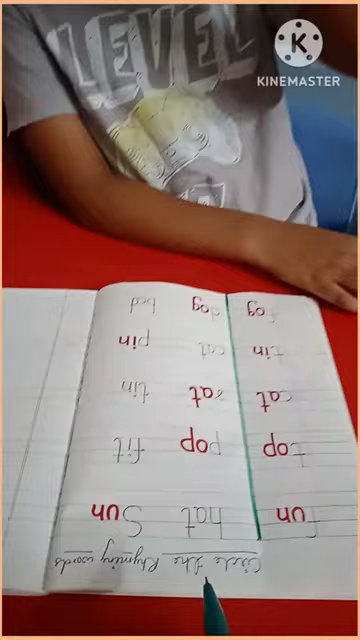 K
KINEMASTER
LEVEL
Circle the Rhyming words
fun hat Sun
top pop fit
cat sat tin
tin cat pin
fog dog bed